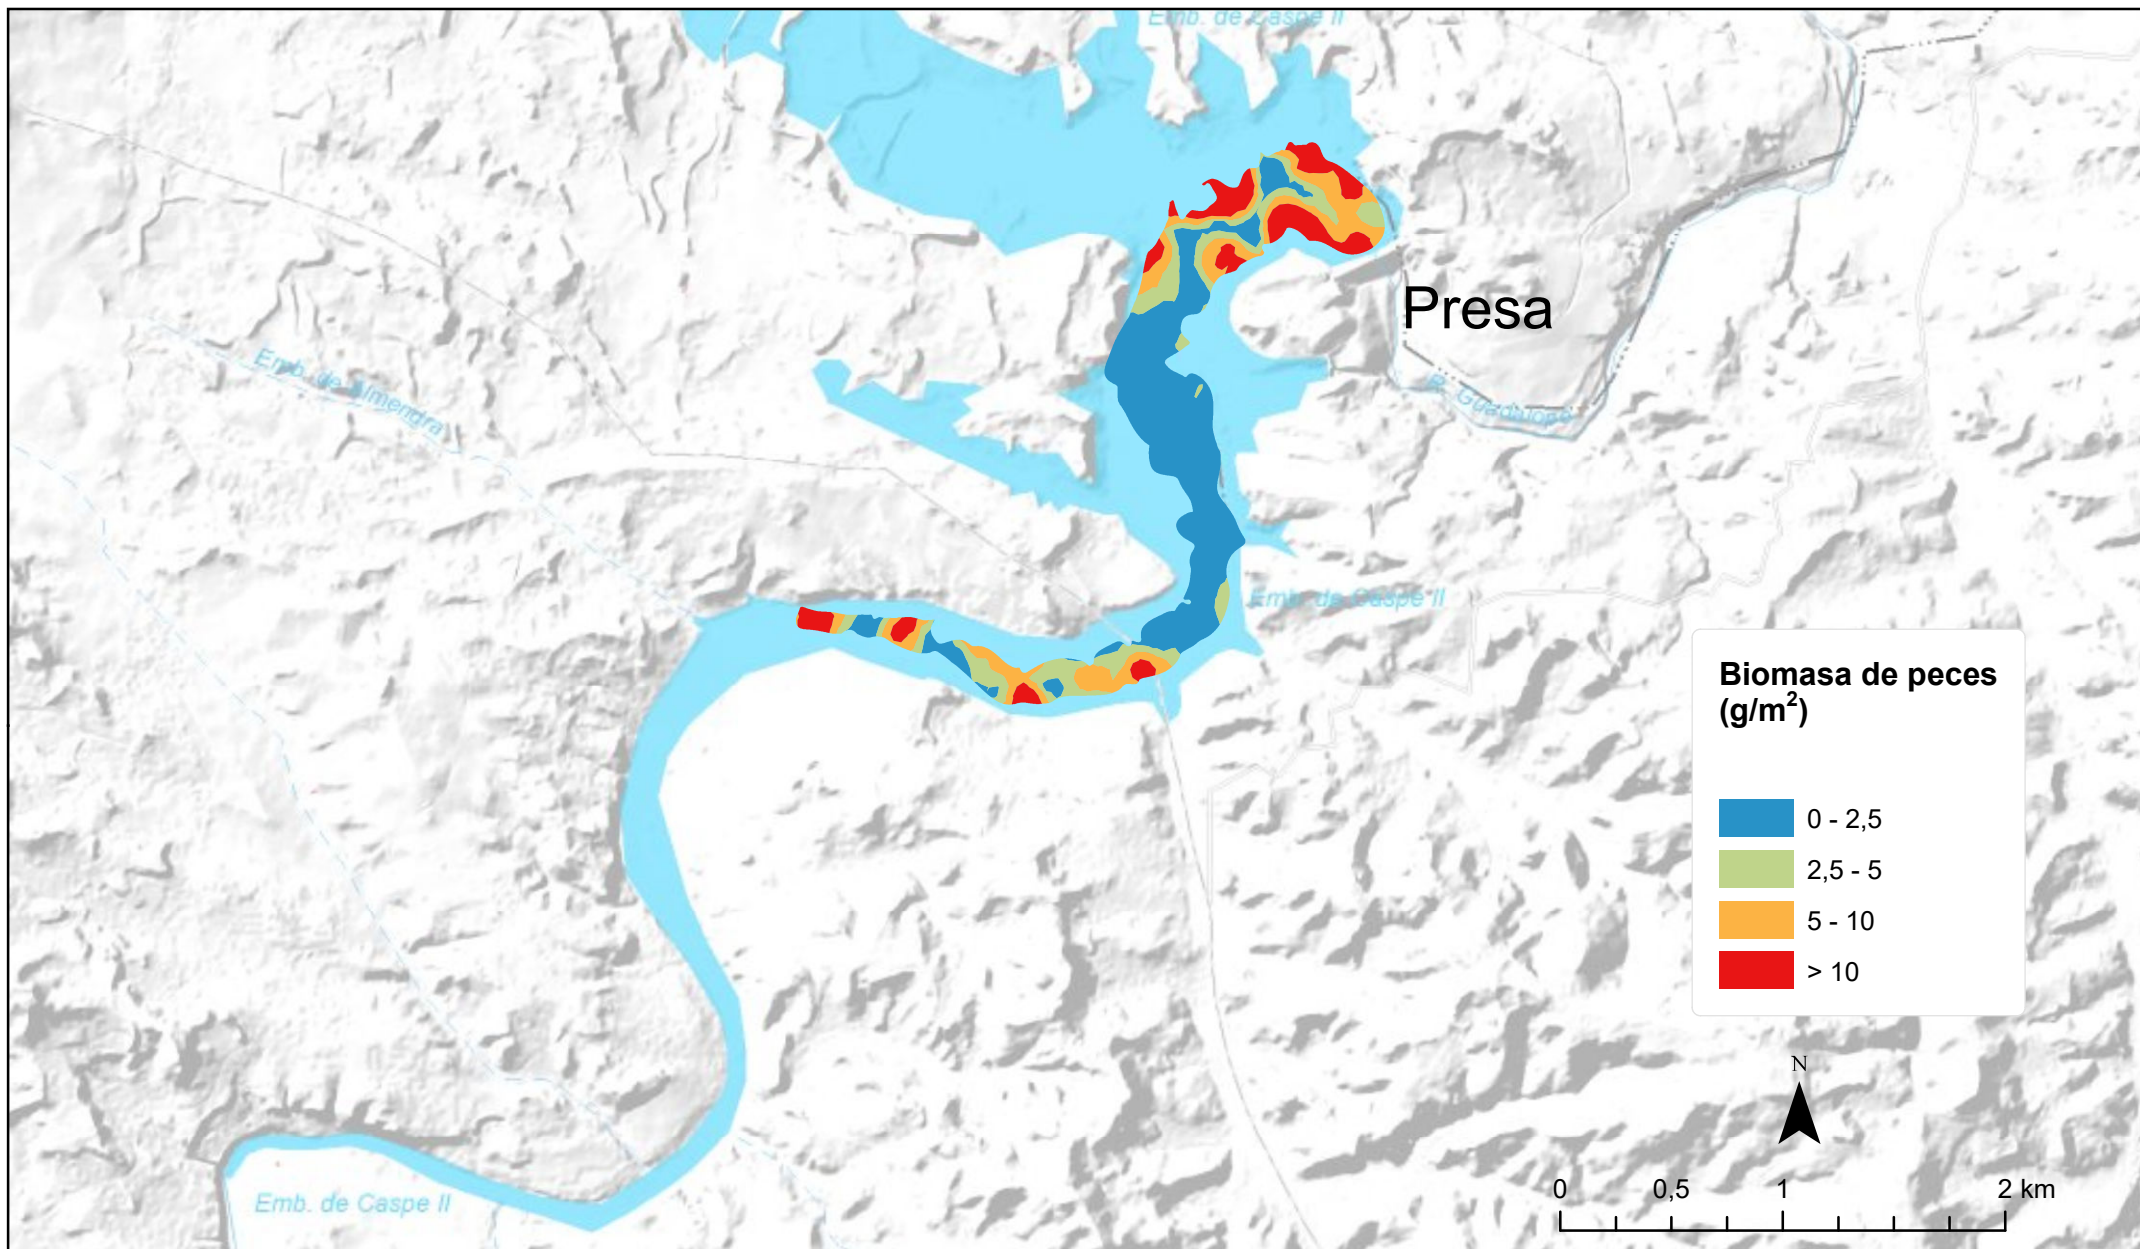 Emb. de Caspe II
Presa
Emb. de Almendra
R. Guadalope
Emb. de Caspe II
Biomasa de peces
(g/m²)
0 - 2,5
2,5 - 5
5 - 10
> 10
N
0 0,5 1 2 km
Emb. de Caspe II